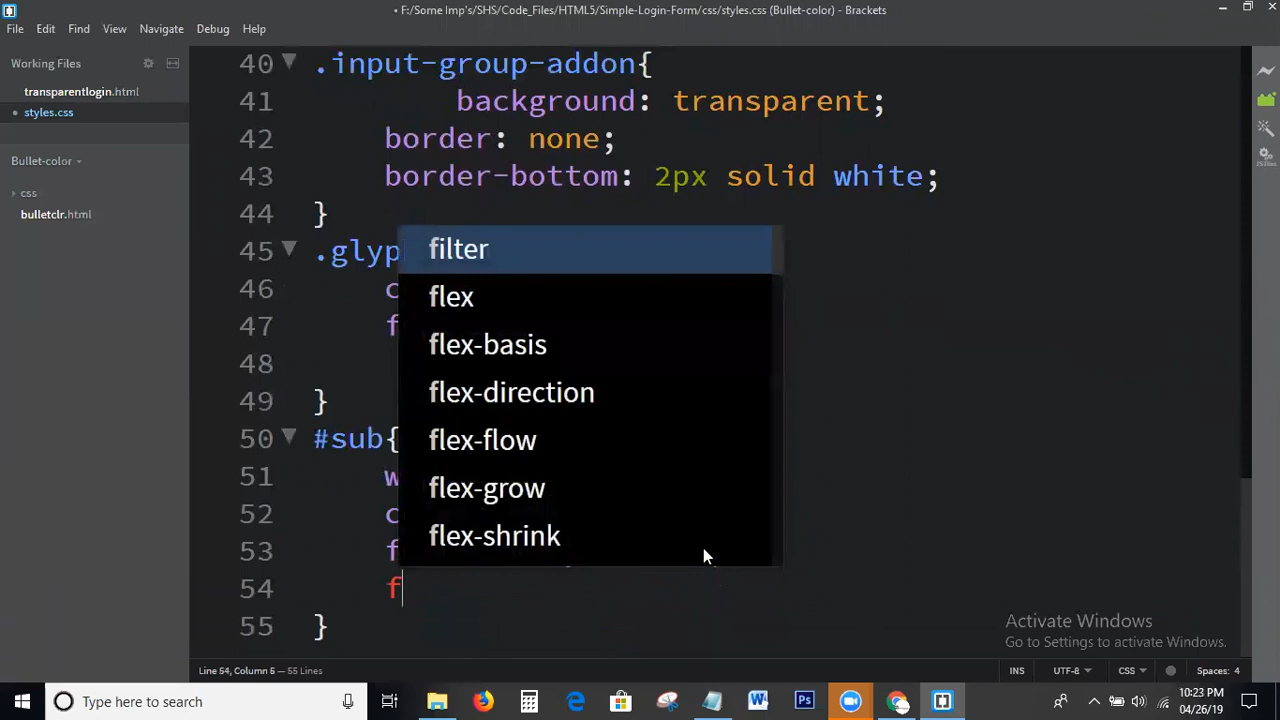 • F:/Some Imp's/SHS/Code_Files/HTML5/Simple-Login-Form/css/styles.css (Bullet-color) - Brackets
File Edit Find View Navigate Debug Help
Working Files
transparentlogin.html
• styles.css
Bullet-color
css
bulletclr.html
40 .input-group-addon{
41 background: transparent;
42 border: none;
43 border-bottom: 2px solid white;
44 }
45 .glyp
46 c
47 f
48
49 }
50 #sub{
51 w
52 c
53 f
54 f
55 }
filter
flex
flex-basis
flex-direction
flex-flow
flex-grow
flex-shrink
Activate Windows
Go to Settings to activate Windows.
Line 54, Column 5 — 55 Lines
INS UTF-8 CSS Spaces: 4
Type here to search
10:23 PM
04/26/19